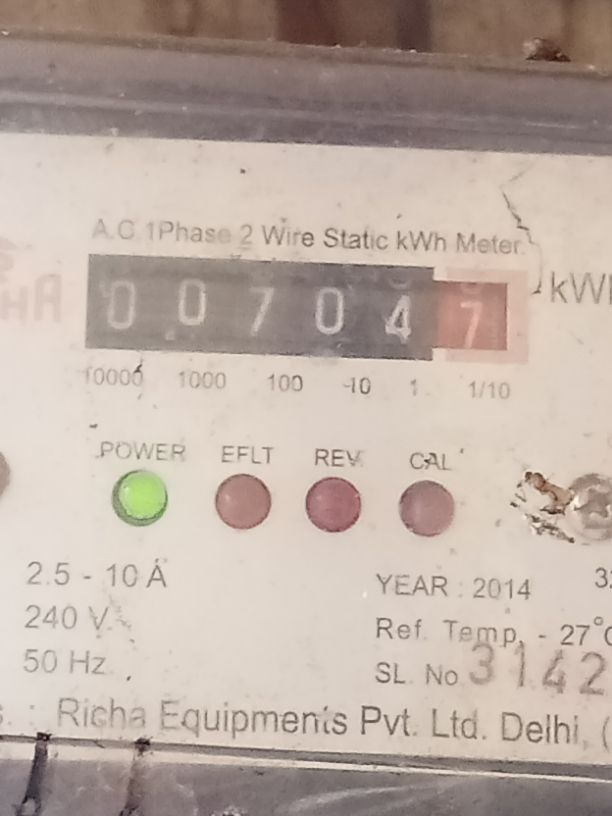 A.C.1Phase 2 Wire Static kWh Meter.
0 0 7 0 4 7
10000 1000 100 10 1 1/10
POWER EFLT REV CAL
2.5 - 10 A
240 V
50 Hz
YEAR : 2014
Ref. Temp. - 27°C
SL. No 3142
Richa Equipments Pvt. Ltd. Delhi, (